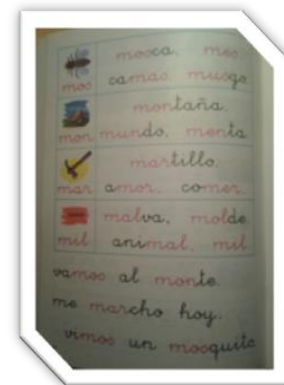 mosca, mes
mos camas musgo
montaña,
mon mundo, menta
martillo.
mar amor, comer.
malva, molde
mil animal, mil
vamos al monte.
me marcho hoy.
vimos un mosquito